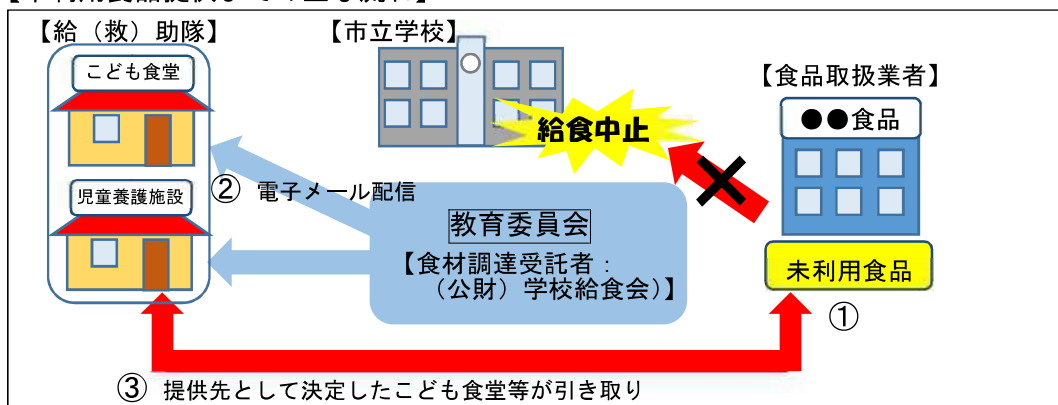 【給（救）助隊】
こども食堂
児童養護施設
【市立学校】
給食中止
【食品取扱業者】
●●食品
未利用食品
①
② 電子メール配信
教育委員会
【食材調達受託者：
（公財）学校給食会）】
③ 提供先として決定したこども食堂等が引き取り